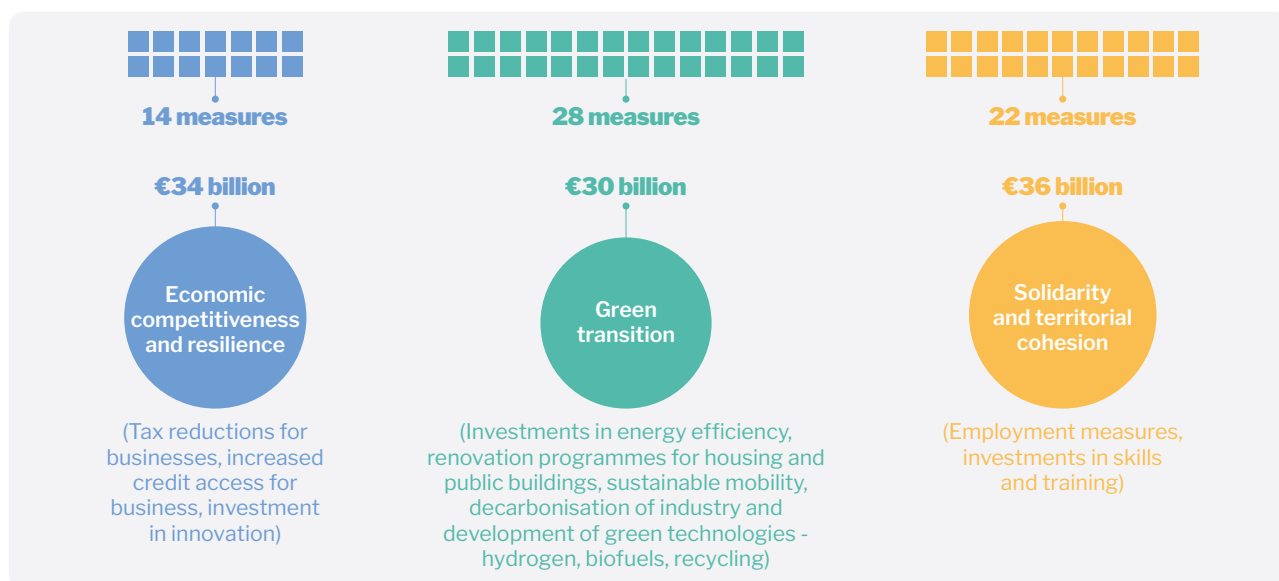 14 measures
28 measures
22 measures
€34 billion
€30 billion
€36 billion
Economic
competitiveness
and resilience
Green
transition
Solidarity
and territorial
cohesion
(Tax reductions for
businesses, increased
credit access for
business, investment
in innovation)
(Investments in energy efficiency,
renovation programmes for housing and
public buildings, sustainable mobility,
decarbonisation of industry and
development of green technologies -
hydrogen, biofuels, recycling)
(Employment measures,
investments in skills
and training)